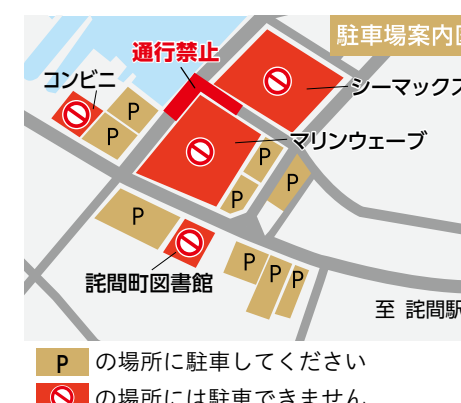 駐車場案内
通行禁止
コンビニ
シーマックス
マリンウェーブ
P
P
P
P
P
P
P
P
P
詫間町図書館
至 詫間駅
P の場所に駐車してください
の場所には駐車できません